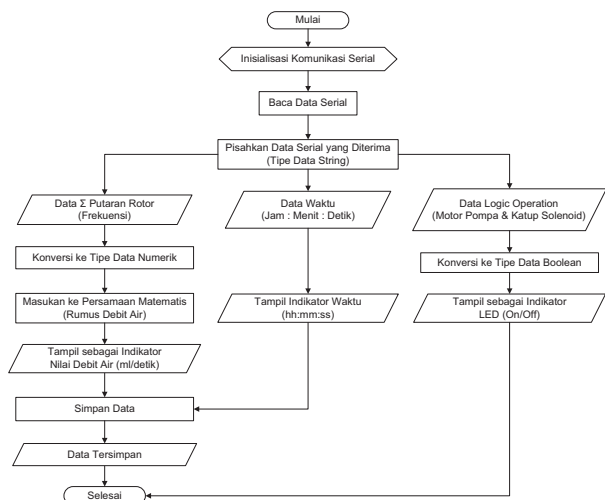 Mulai
Inisialisasi Komunikasi Serial
Baca Data Serial
Pisahkan Data Serial yang Diterima
(Tipe Data String)
Data Σ Putaran Rotor
(Frekuensi)
Konversi ke Tipe Data Numerik
Masukan ke Persamaan Matematis
(Rumus Debit Air)
Tampil sebagai Indikator
Nilai Debit Air (ml/detik)
Simpan Data
Data Tersimpan
Data Waktu
(Jam : Menit : Detik)
Tampil Indikator Waktu
(hh:mm:ss)
Data Logic Operation
(Motor Pompa & Katup Solenoid)
Konversi ke Tipe Data Boolean
Tampil sebagai Indikator
LED (On/Off)
Selesai